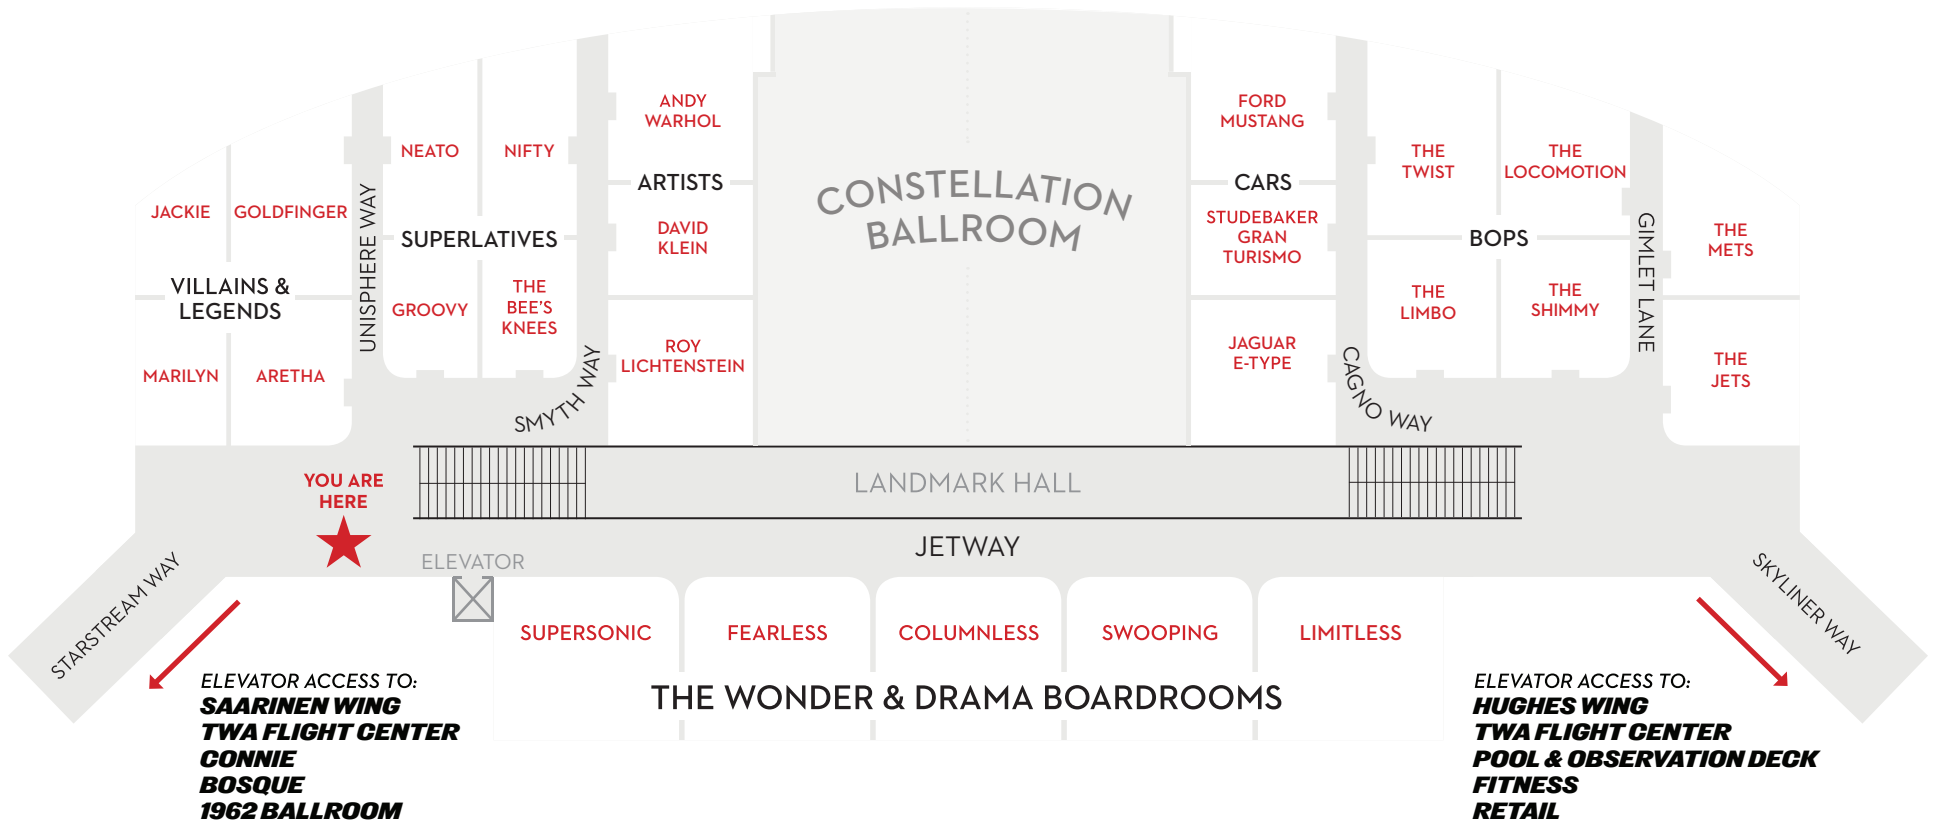 ANDY
WARHOL
FORD
MUSTANG
NEATO
NIFTY
THE
TWIST
THE
LOCOMOTION
ARTISTS
CARS
CONSTELLATION
BALLROOM
JACKIE
GOLDFINGER
UNISPHERE WAY
SUPERLATIVES
DAVID
KLEIN
STUDEBAKER
GRAN
TURISMO
BOPS
GIMLET LANE
THE
METS
VILLAINS &
LEGENDS
GROOVY
THE
BEE'S
KNEES
THE
LIMBO
THE
SHIMMY
MARILYN
ARETHA
SMYTH WAY
ROY
LICHTENSTEIN
JAGUAR
E-TYPE
CAGNO WAY
THE
JETS
YOU ARE
HERE
LANDMARK HALL
ELEVATOR
JETWAY
STARSTREAM WAY
SKYLINER WAY
SUPERSONIC
FEARLESS
COLUMNLESS
SWOOPING
LIMITLESS
THE WONDER & DRAMA BOARDROOMS
ELEVATOR ACCESS TO:
SAARINEN WING
TWA FLIGHT CENTER
CONNIE
BOSQUE
1962 BALLROOM
ELEVATOR ACCESS TO:
HUGHES WING
TWA FLIGHT CENTER
POOL & OBSERVATION DECK
FITNESS
RETAIL